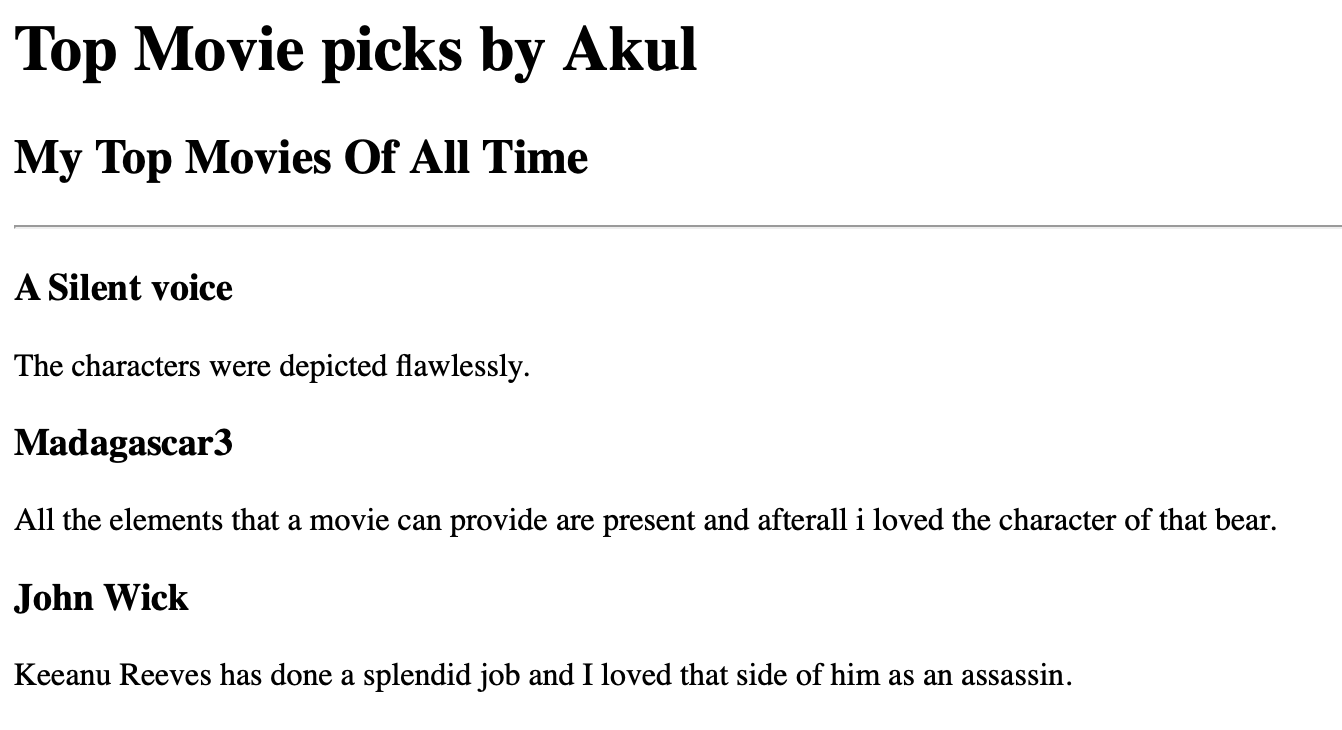 Top Movie picks by Akul
My Top Movies Of All Time
A Silent voice
The characters were depicted flawlessly.
Madagascar3
All the elements that a movie can provide are present and afterall i loved the character of that bear.
John Wick
Keeanu Reeves has done a splendid job and I loved that side of him as an assassin.